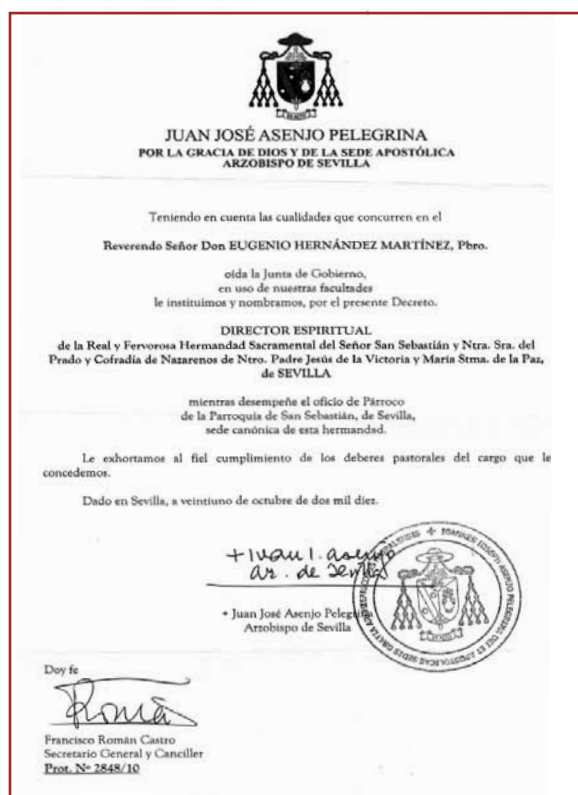 JUAN JOSÉ ASENJO PELEGRINA
POR LA GRACIA DE DIOS Y DE LA SEDE APOSTÓLICA
ARZOBISPO DE SEVILLA
Teniendo en cuenta las cualidades que concurren en el
Reverendo Señor Don EUGENIO HERNÁNDEZ MARTÍNEZ, Pbro.
oída la Junta de Gobierno,
en uso de nuestras facultades
le instituimos y nombramos, por el presente Decreto.
DIRECTOR ESPIRITUAL
de la Real y Fervorosa Hermandad Sacramental del Señor San Sebastián y Ntra. Sra. del
Prado y Cofradía de Nazarenos de Ntro. Padre Jesús de la Victoria y María Stma. de la Paz,
de SEVILLA
mientras desempeñe el oficio de Párroco
de la Parroquia de San Sebastián, de Sevilla,
sede canónica de esta hermandad.
Le exhortamos al fiel cumplimiento de los deberes pastorales del cargo que le
concedemos.
Dado en Sevilla, a veintiuno de octubre de dos mil diez.
+ Juan J. Asenjo
az. de Sevilla
+ Juan José Asenjo Pelegrina
Arzobispo de Sevilla
Doy fe
Román
Francisco Román Castro
Secretario General y Canciller
Prot. Nº 2848/10